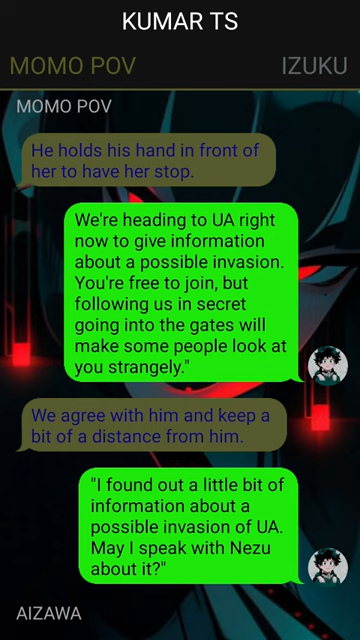 KUMAR TS
MOMO POV
IZUKU
MOMO POV
He holds his hand in front of
her to have her stop.
We're heading to UA right
now to give information
about a possible invasion.
You're free to join, but
following us in secret
going into the gates will
make some people look at
you strangely."
We agree with him and keep a
bit of a distance from him.
"I found out a little bit of
information about a
possible invasion of UA.
May I speak with Nezu
about it?"
AIZAWA